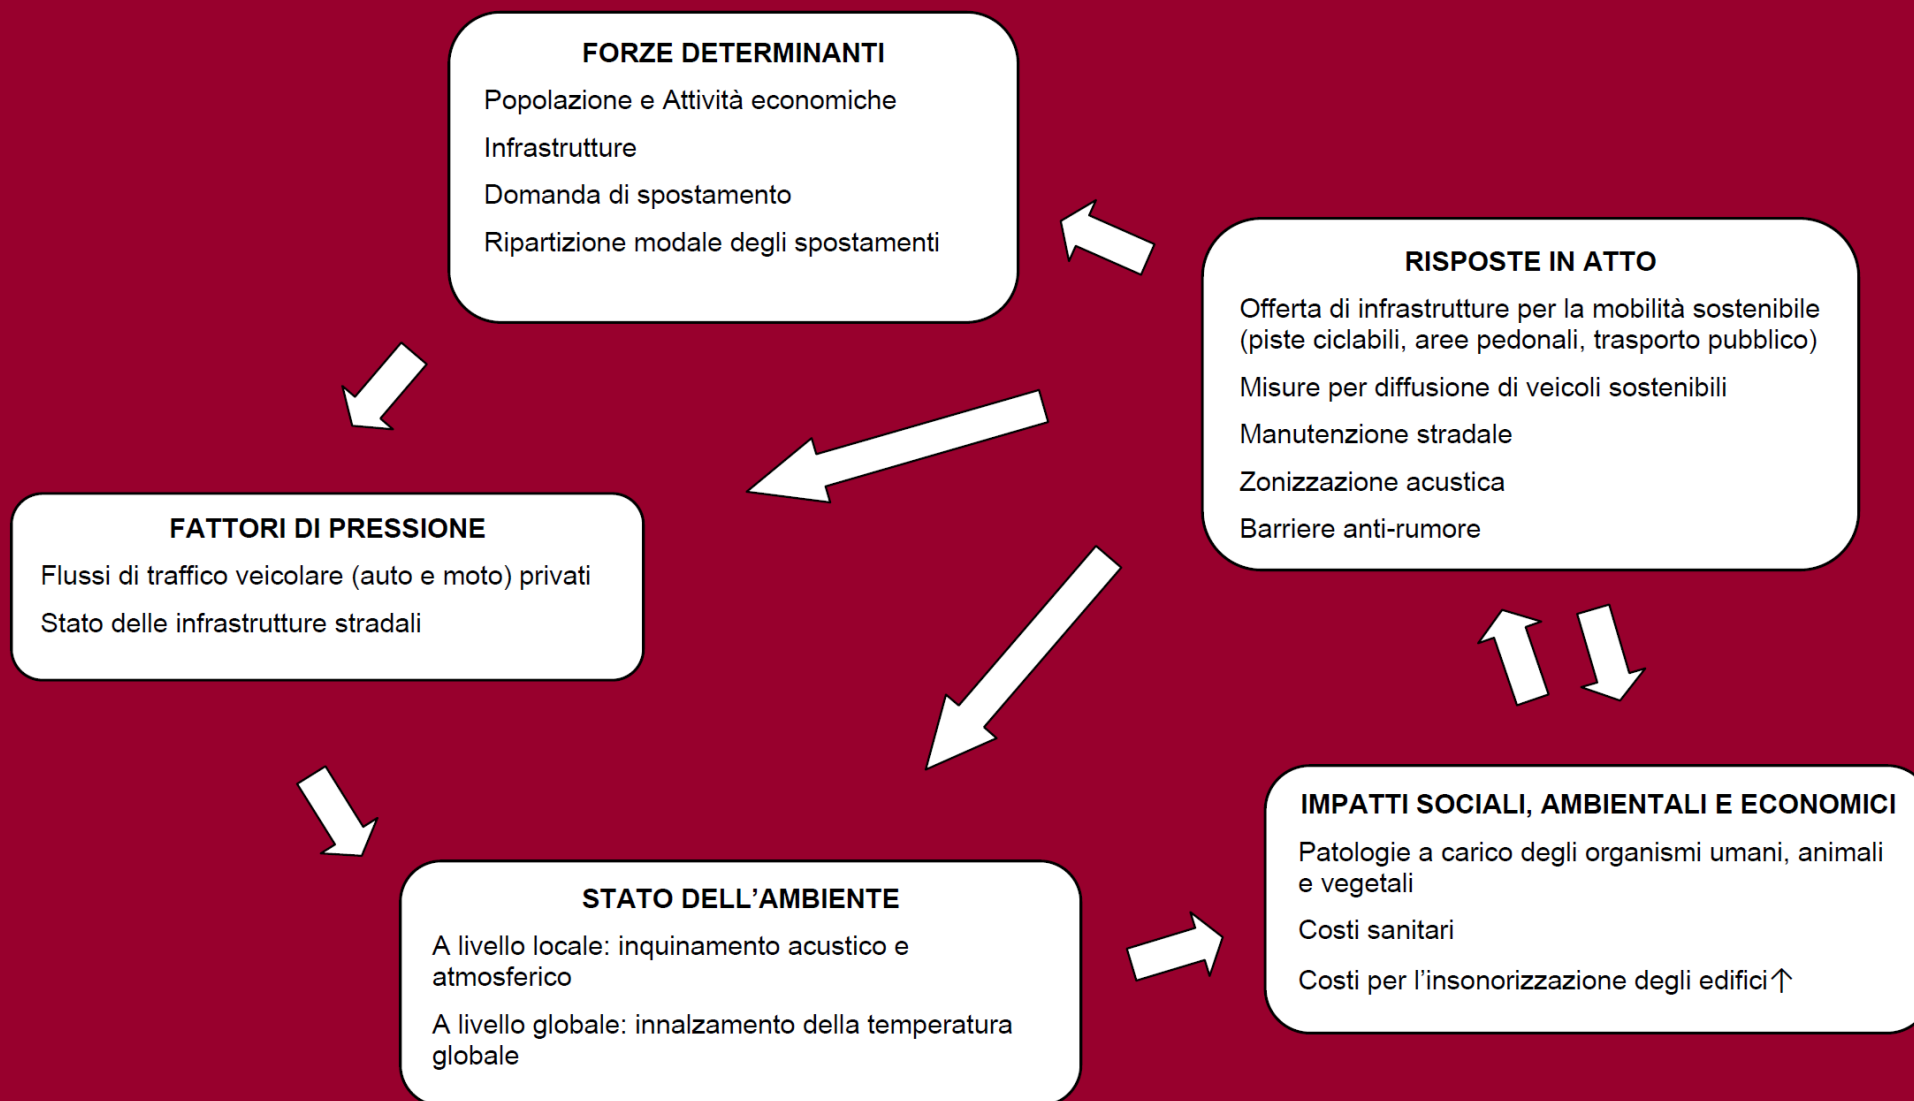 FORZE DETERMINANTI
Popolazione e Attività economiche
Infrastrutture
Domanda di spostamento
Ripartizione modale degli spostamenti
RISPOSTE IN ATTO
Offerta di infrastrutture per la mobilità sostenibile
(piste ciclabili, aree pedonali, trasporto pubblico)
Misure per diffusione di veicoli sostenibili
Manutenzione stradale
Zonizzazione acustica
Barriere anti-rumore
FATTORI DI PRESSIONE
Flussi di traffico veicolare (auto e moto) privati
Stato delle infrastrutture stradali
IMPATTI SOCIALI, AMBIENTALI E ECONOMICI
Patologie a carico degli organismi umani, animali
e vegetali
Costi sanitari
Costi per l’insonorizzazione degli edifici↑
STATO DELL’AMBIENTE
A livello locale: inquinamento acustico e
atmosferico
A livello globale: innalzamento della temperatura
globale